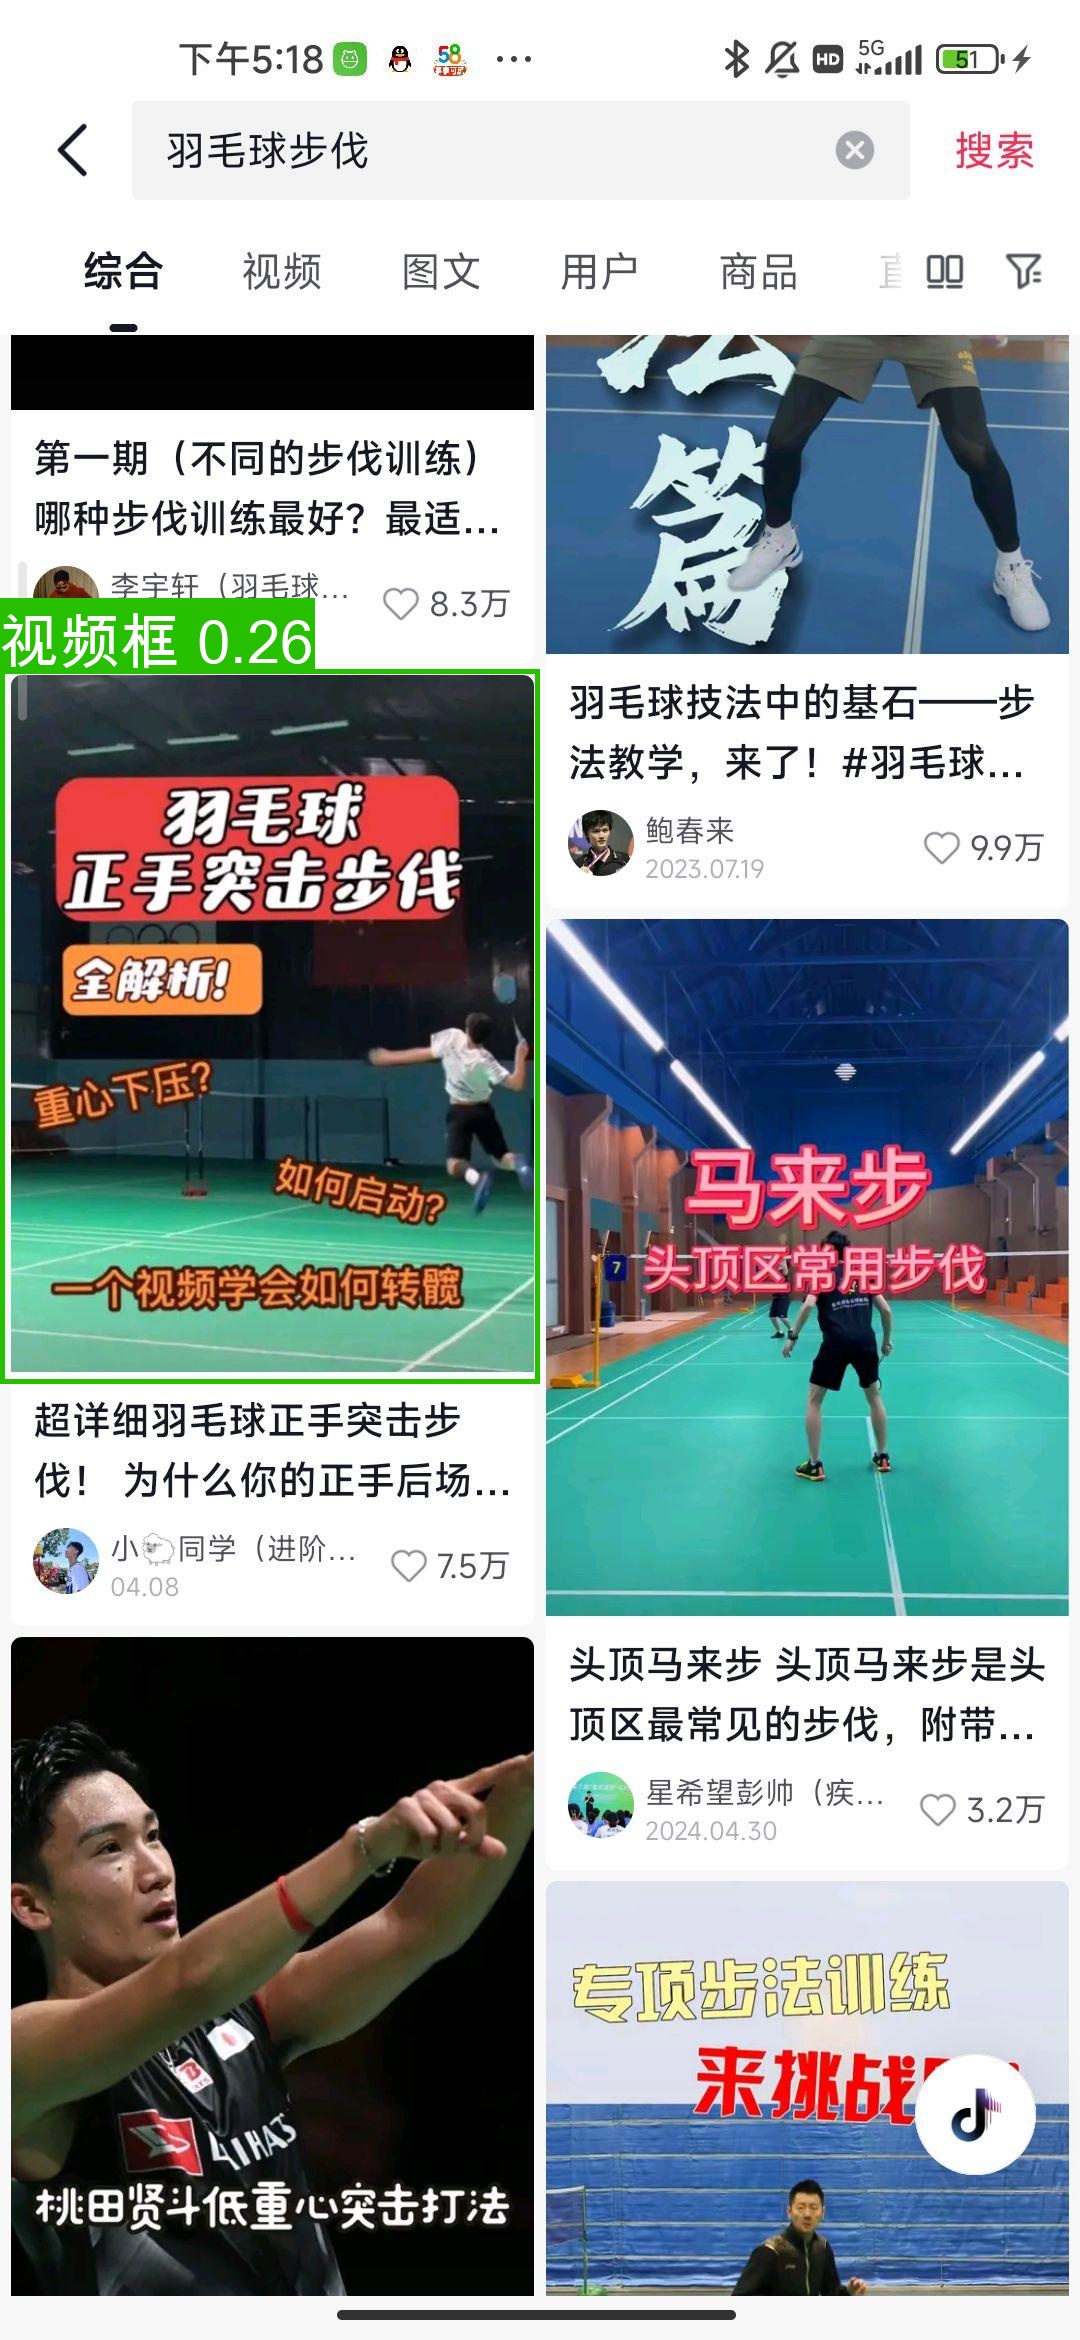 下午5:18
58
HD
5G
51
羽毛球步伐
搜索
综合
视频
图文
用户
商品
第一期（不同的步伐训练）
哪种步伐训练最好？最适...
李宇轩（羽毛球...
8.3万
视频框 0.26
羽毛球
正手突击步伐
全解析!
重心下压?
如何启动?
一个视频学会如何转髋
超详细羽毛球正手突击步
伐！ 为什么你的正手后场...
小🐑同学（进阶...
04.08
7.5万
桃田贤斗低重心突击打法
篇
羽毛球技法中的基石——步
法教学，来了！#羽毛球...
鲍春来
2023.07.19
9.9万
马来步
头顶区常用步伐
7
头顶马来步 头顶马来步是头
顶区最常见的步伐，附带...
星希望彭帅（疾...
2024.04.30
3.2万
专项步法训练
来挑战